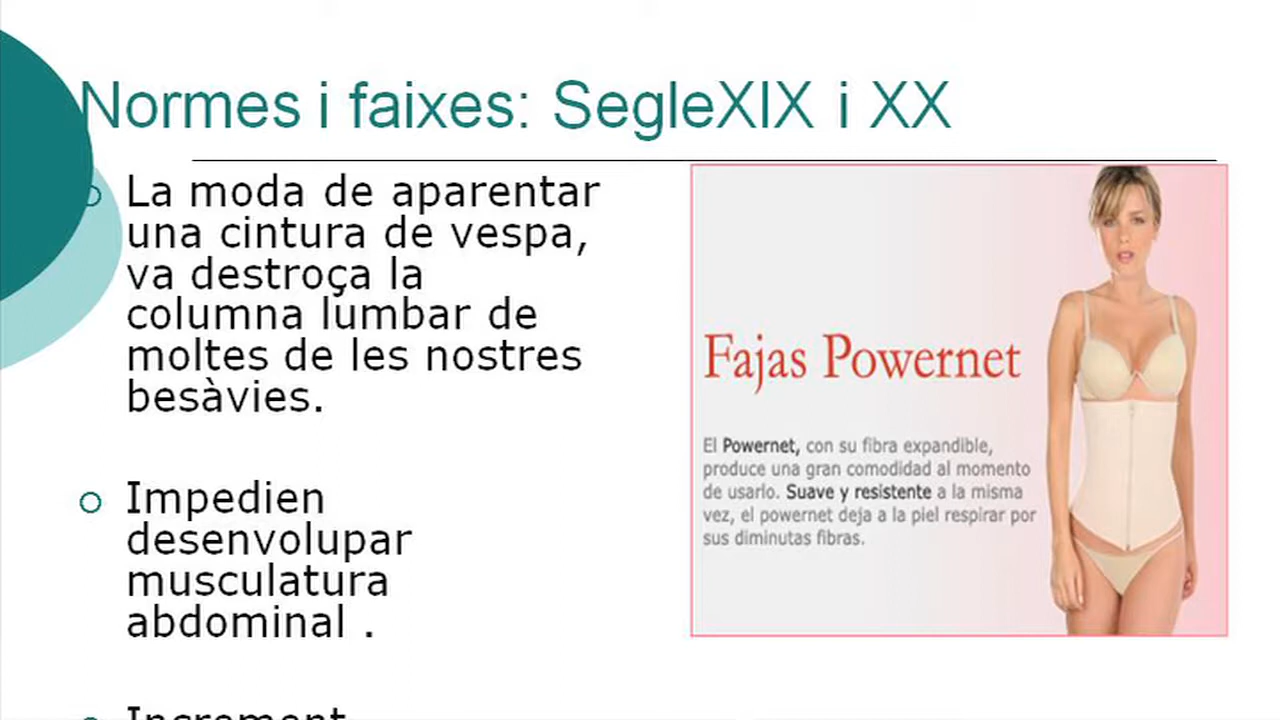 Normes i faixes: SegleXIX i XX
La moda de aparentar
una cintura de vespa,
va destroça la
columna lumbar de
moltes de les nostres
besàvies.
Impedien
desenvolupar
musculatura
abdominal .
Increment
Fajas Powernet
El Powernet, con su fibra expandible,
produce una gran comodidad al momento
de usarlo. Suave y resistente a la misma
vez, el powernet deja a la piel respirar por
sus diminutas fibras.